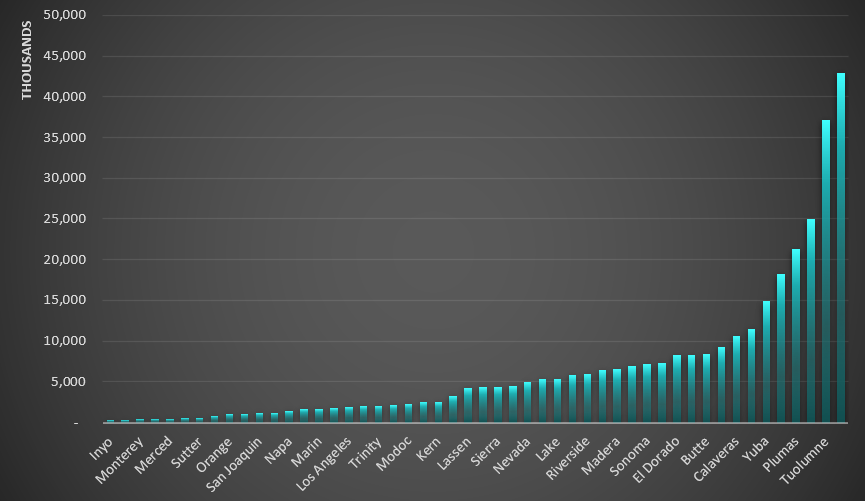 THOUSANDS
50,000
45,000
40,000
35,000
30,000
25,000
20,000
15,000
10,000
5,000
-
Inyo
Monterey
Merced
Sutter
Orange
San Joaquin
Napa
Marin
Los Angeles
Trinity
Modoc
Kern
Lassen
Sierra
Nevada
Lake
Riverside
Madera
Sonoma
El Dorado
Butte
Calaveras
Yuba
Plumas
Tuolumne